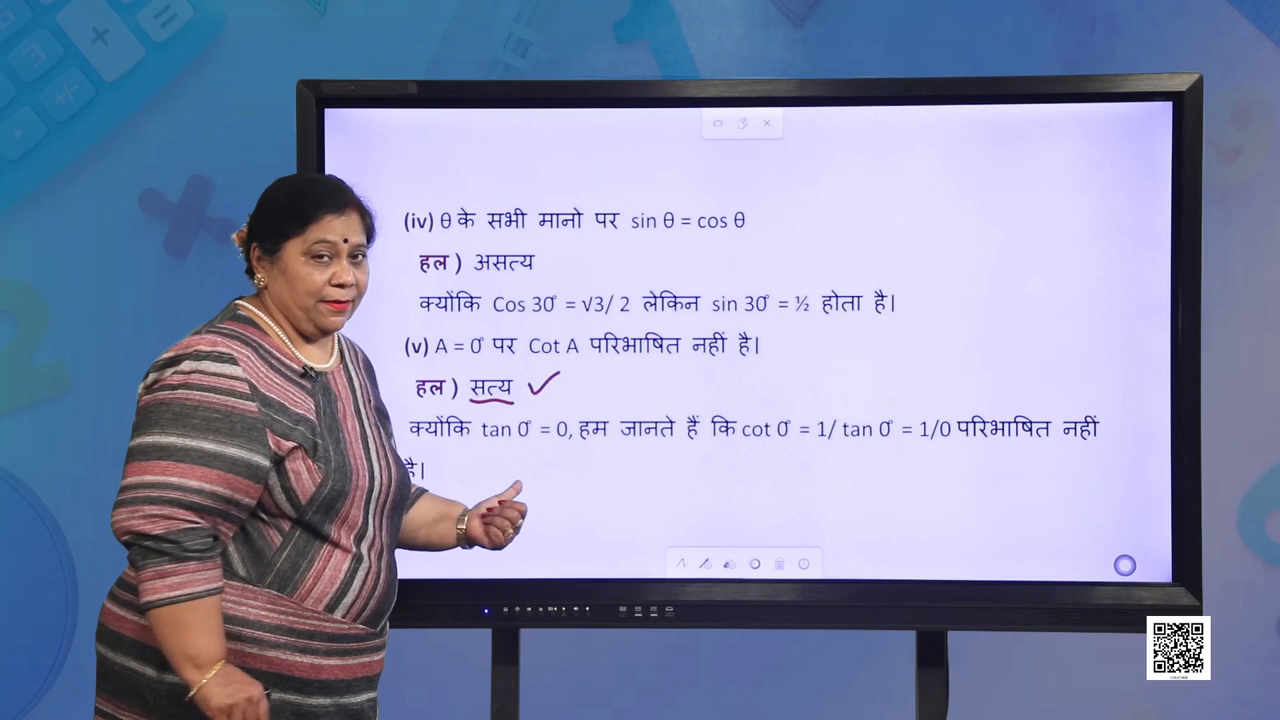 (iv) θ के सभी मानो पर sin θ = cos θ
हल ) असत्य
क्योंकि Cos 30° = √3/ 2 लेकिन sin 30° = ½ होता है|
(v) A = 0° पर Cot A परिभाषित नहीं है|
हल ) सत्य ✓
क्योंकि tan 0° = 0, हम जानते हैं कि cot 0° = 1/ tan 0° = 1/0 परिभाषित नहीं
है|